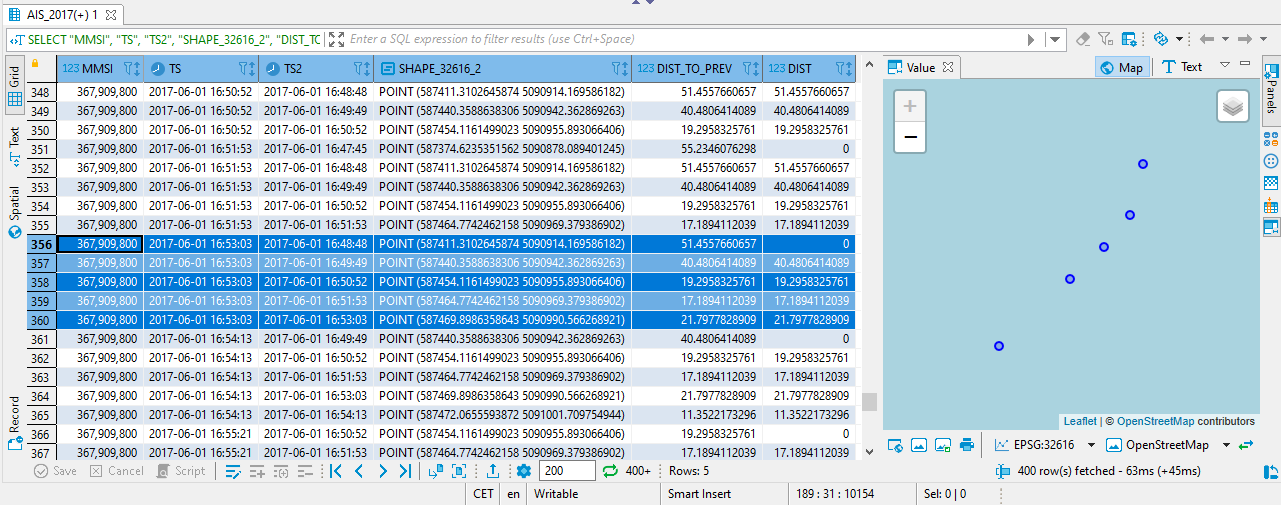 AIS_2017(+) 1
SELECT "MMSI", "TS", "TS2", "SHAPE_32616_2", "DIST_TO Enter a SQL expression to filter results (use Ctrl+Space)
Grid
Text
Spatial
Record
123 MMSI TS TS2 SHAPE_32616_2 123 DIST_TO_PREV 123 DIST
348 367,909,800 2017-06-01 16:50:52 2017-06-01 16:48:48 POINT (587411.3102645874 5090914.169586182) 51.4557660657 51.4557660657
349 367,909,800 2017-06-01 16:50:52 2017-06-01 16:49:49 POINT (587440.3588638306 5090942.362869263) 40.4806414089 40.4806414089
350 367,909,800 2017-06-01 16:50:52 2017-06-01 16:50:52 POINT (587454.1161499023 5090955.893066406) 19.2958325761 19.2958325761
351 367,909,800 2017-06-01 16:51:53 2017-06-01 16:47:45 POINT (587374.6235351562 5090878.089401245) 55.2346076298 0
352 367,909,800 2017-06-01 16:51:53 2017-06-01 16:48:48 POINT (587411.3102645874 5090914.169586182) 51.4557660657 51.4557660657
353 367,909,800 2017-06-01 16:51:53 2017-06-01 16:49:49 POINT (587440.3588638306 5090942.362869263) 40.4806414089 40.4806414089
354 367,909,800 2017-06-01 16:51:53 2017-06-01 16:50:52 POINT (587454.1161499023 5090955.893066406) 19.2958325761 19.2958325761
355 367,909,800 2017-06-01 16:51:53 2017-06-01 16:51:53 POINT (587464.7742462158 5090969.379386902) 17.1894112039 17.1894112039
356 367,909,800 2017-06-01 16:53:03 2017-06-01 16:48:48 POINT (587411.3102645874 5090914.169586182) 51.4557660657 0
357 367,909,800 2017-06-01 16:53:03 2017-06-01 16:49:49 POINT (587440.3588638306 5090942.362869263) 40.4806414089 40.4806414089
358 367,909,800 2017-06-01 16:53:03 2017-06-01 16:50:52 POINT (587454.1161499023 5090955.893066406) 19.2958325761 19.2958325761
359 367,909,800 2017-06-01 16:53:03 2017-06-01 16:51:53 POINT (587464.7742462158 5090969.379386902) 17.1894112039 17.1894112039
360 367,909,800 2017-06-01 16:53:03 2017-06-01 16:53:03 POINT (587469.8986358643 5090990.566268921) 21.7977828909 21.7977828909
361 367,909,800 2017-06-01 16:54:13 2017-06-01 16:49:49 POINT (587440.3588638306 5090942.362869263) 40.4806414089 0
362 367,909,800 2017-06-01 16:54:13 2017-06-01 16:50:52 POINT (587454.1161499023 5090955.893066406) 19.2958325761 19.2958325761
363 367,909,800 2017-06-01 16:54:13 2017-06-01 16:51:53 POINT (587464.7742462158 5090969.379386902) 17.1894112039 17.1894112039
364 367,909,800 2017-06-01 16:54:13 2017-06-01 16:53:03 POINT (587469.8986358643 5090990.566268921) 21.7977828909 21.7977828909
365 367,909,800 2017-06-01 16:54:13 2017-06-01 16:54:13 POINT (587472.0655593872 5091001.709754944) 11.3522173296 11.3522173296
366 367,909,800 2017-06-01 16:55:21 2017-06-01 16:50:52 POINT (587454.1161499023 5090955.893066406) 19.2958325761 0
367 367,909,800 2017-06-01 16:55:21 2017-06-01 16:51:53 POINT (587464.7742462158 5090969.379386902) 17.1894112039 17.1894112039
Value
Map Text
+
−
Leaflet | © OpenStreetMap contributors
Panels
EPSG:32616 OpenStreetMap
Save Cancel Script 200 400+ Rows: 5
400 row(s) fetched - 63ms (+45ms)
CET en Writable Smart Insert 189 : 31 : 10154 Sel: 0 | 0